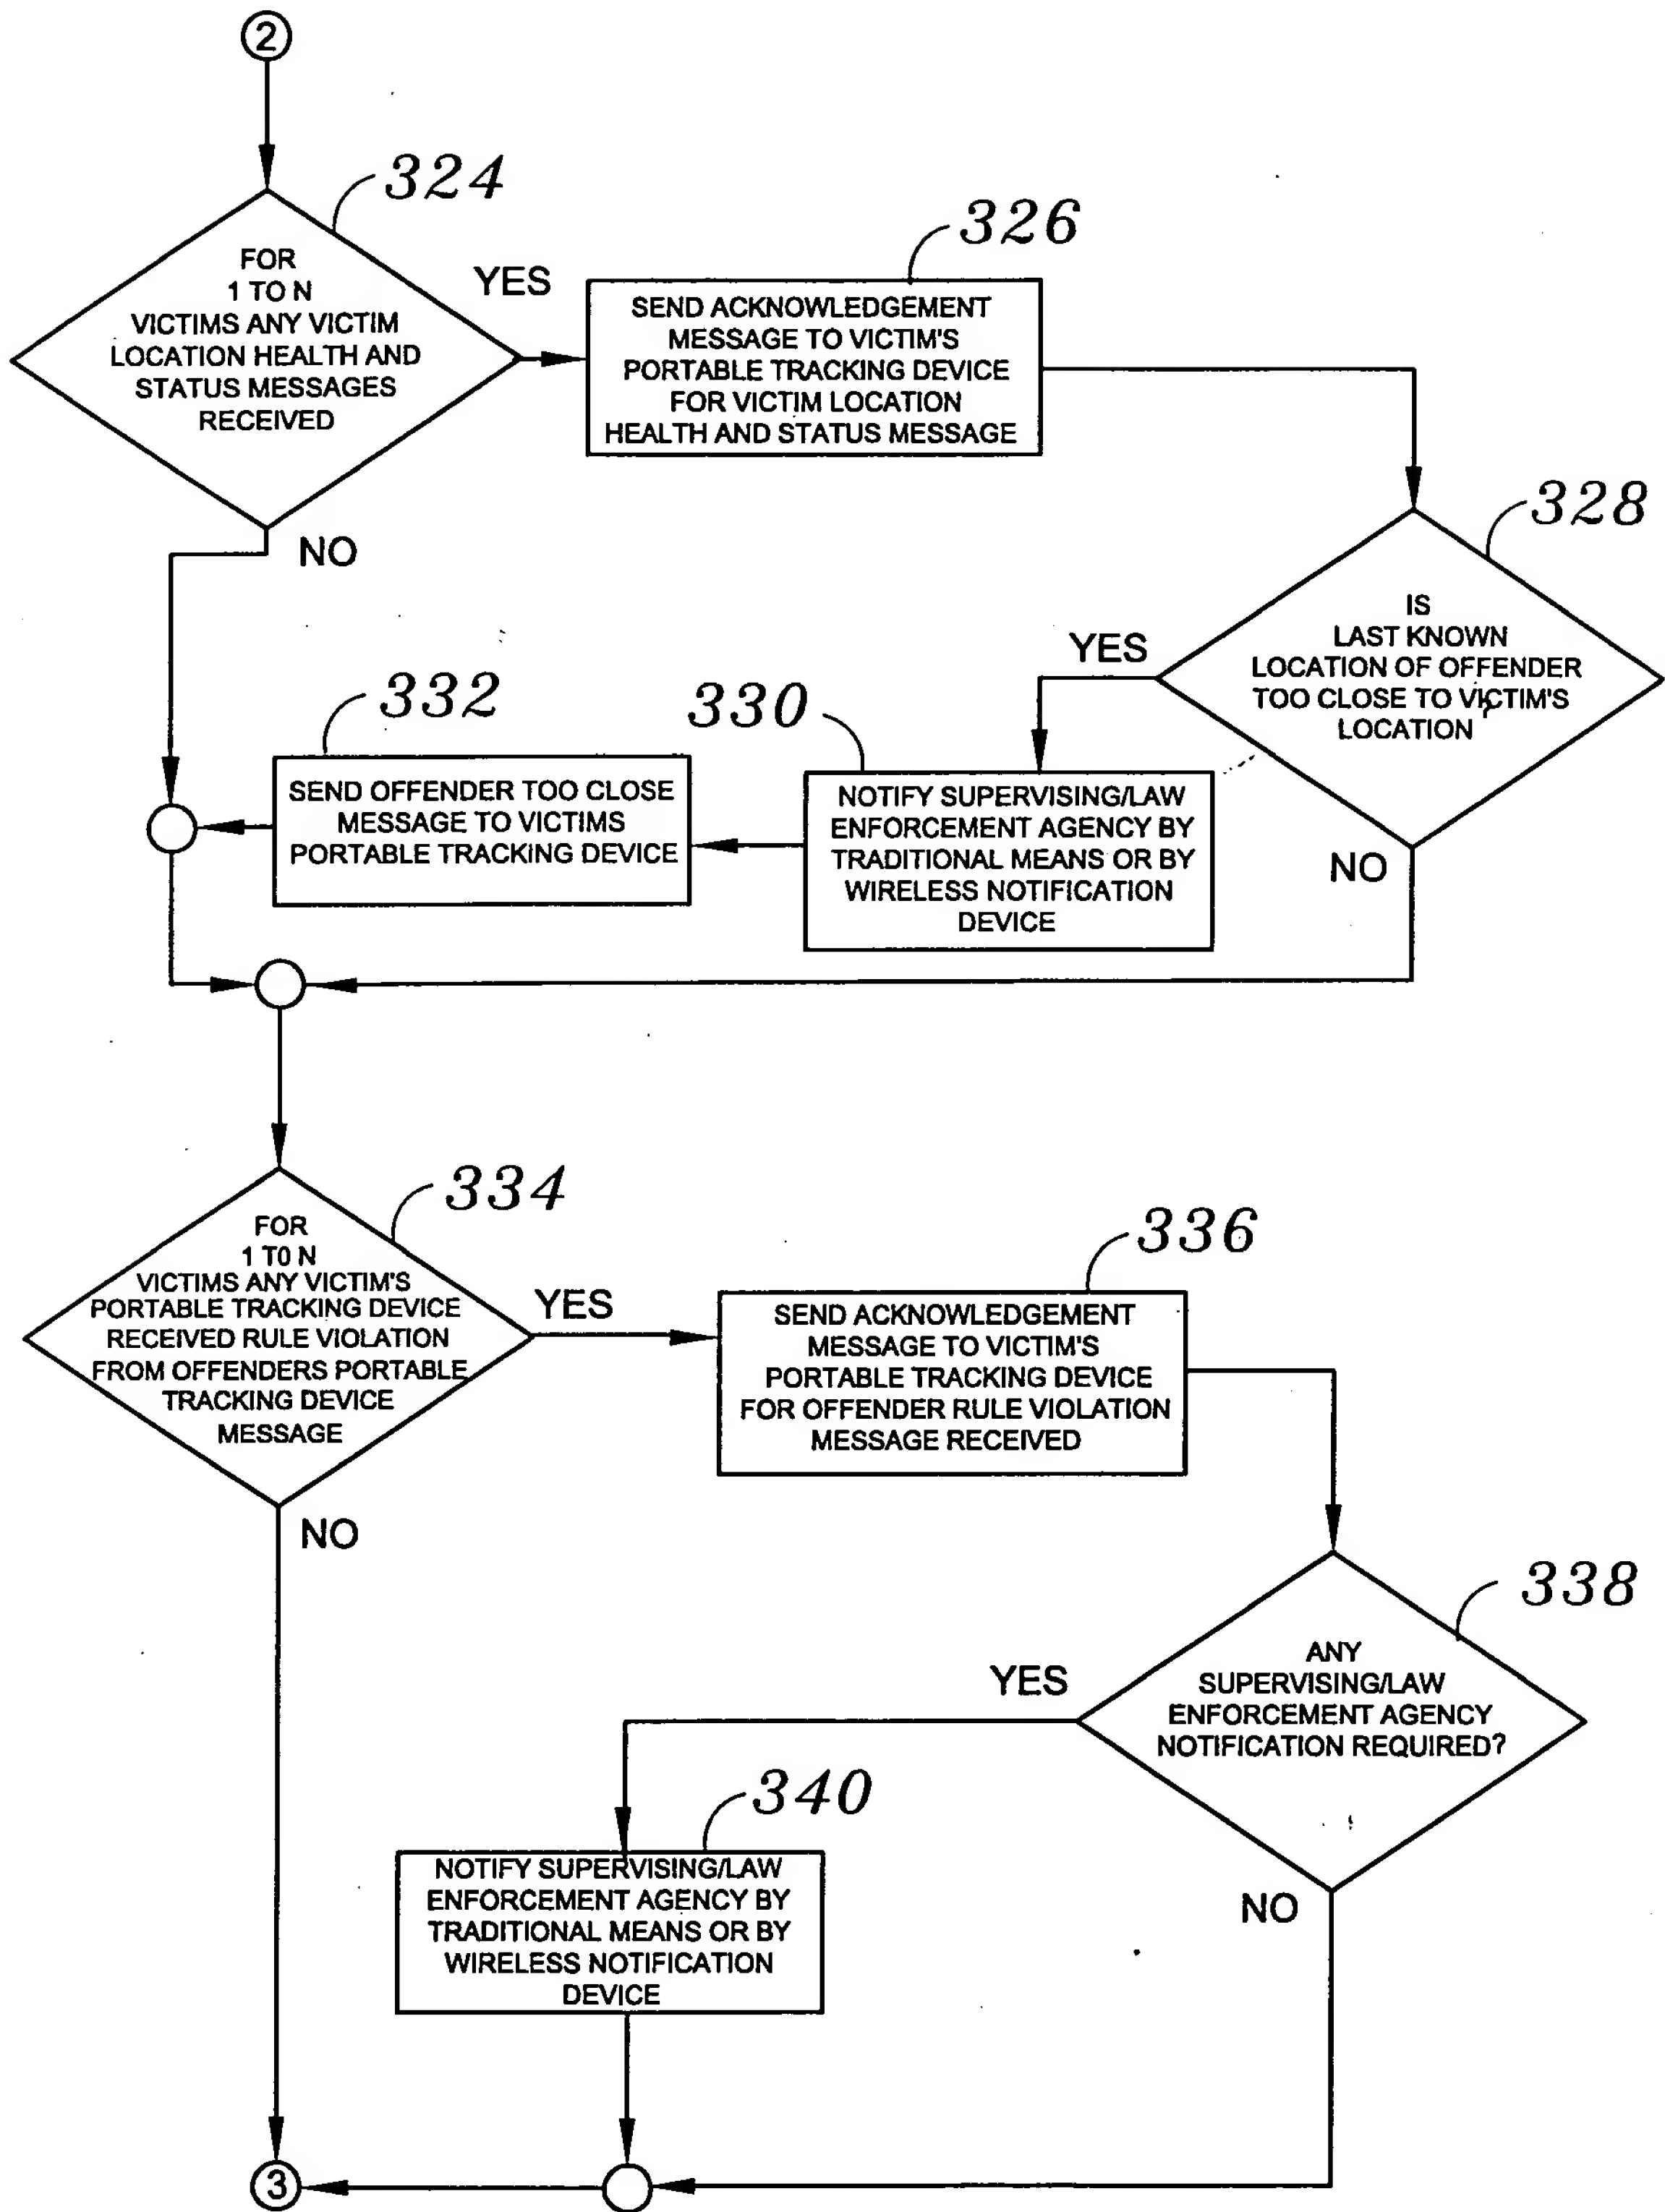 2
324
FOR
1 TO N
VICTIMS ANY VICTIM
LOCATION HEALTH AND
STATUS MESSAGES
RECEIVED
YES
NO
326
SEND ACKNOWLEDGEMENT
MESSAGE TO VICTIM'S
PORTABLE TRACKING DEVICE
FOR VICTIM LOCATION
HEALTH AND STATUS MESSAGE
328
IS
LAST KNOWN
LOCATION OF OFFENDER
TOO CLOSE TO VICTIM'S
LOCATION?
YES
NO
330
NOTIFY SUPERVISING/LAW
ENFORCEMENT AGENCY BY
TRADITIONAL MEANS OR BY
WIRELESS NOTIFICATION
DEVICE
332
SEND OFFENDER TOO CLOSE
MESSAGE TO VICTIMS
PORTABLE TRACKING DEVICE
334
FOR
1 TO N
VICTIMS ANY VICTIM'S
PORTABLE TRACKING DEVICE
RECEIVED RULE VIOLATION
FROM OFFENDERS PORTABLE
TRACKING DEVICE
MESSAGE
YES
NO
336
SEND ACKNOWLEDGEMENT
MESSAGE TO VICTIM'S
PORTABLE TRACKING DEVICE
FOR OFFENDER RULE VIOLATION
MESSAGE RECEIVED
338
ANY
SUPERVISING/LAW
ENFORCEMENT AGENCY
NOTIFICATION REQUIRED?
YES
NO
340
NOTIFY SUPERVISING/LAW
ENFORCEMENT AGENCY BY
TRADITIONAL MEANS OR BY
WIRELESS NOTIFICATION
DEVICE
3